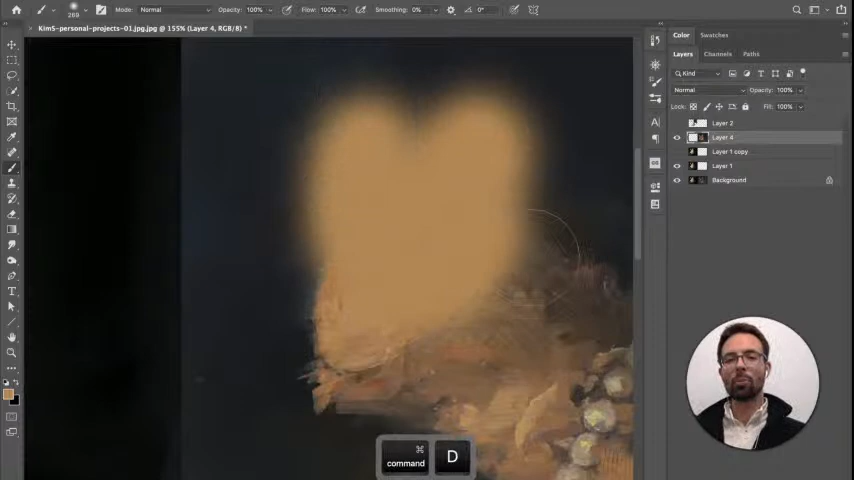 269 Mode: Normal Opacity: 100% Flow: 100% Smoothing: 0% 0°
KimS-personal-projects-01.jpg.jpg @ 155% (Layer 4, RGB/8) *
Color Swatches
Layers Channels Paths
Kind
Normal Opacity: 100%
Lock: Fill: 100%
Layer 2
Layer 4
Layer 1 copy
Layer 1
Background
⌘
command D